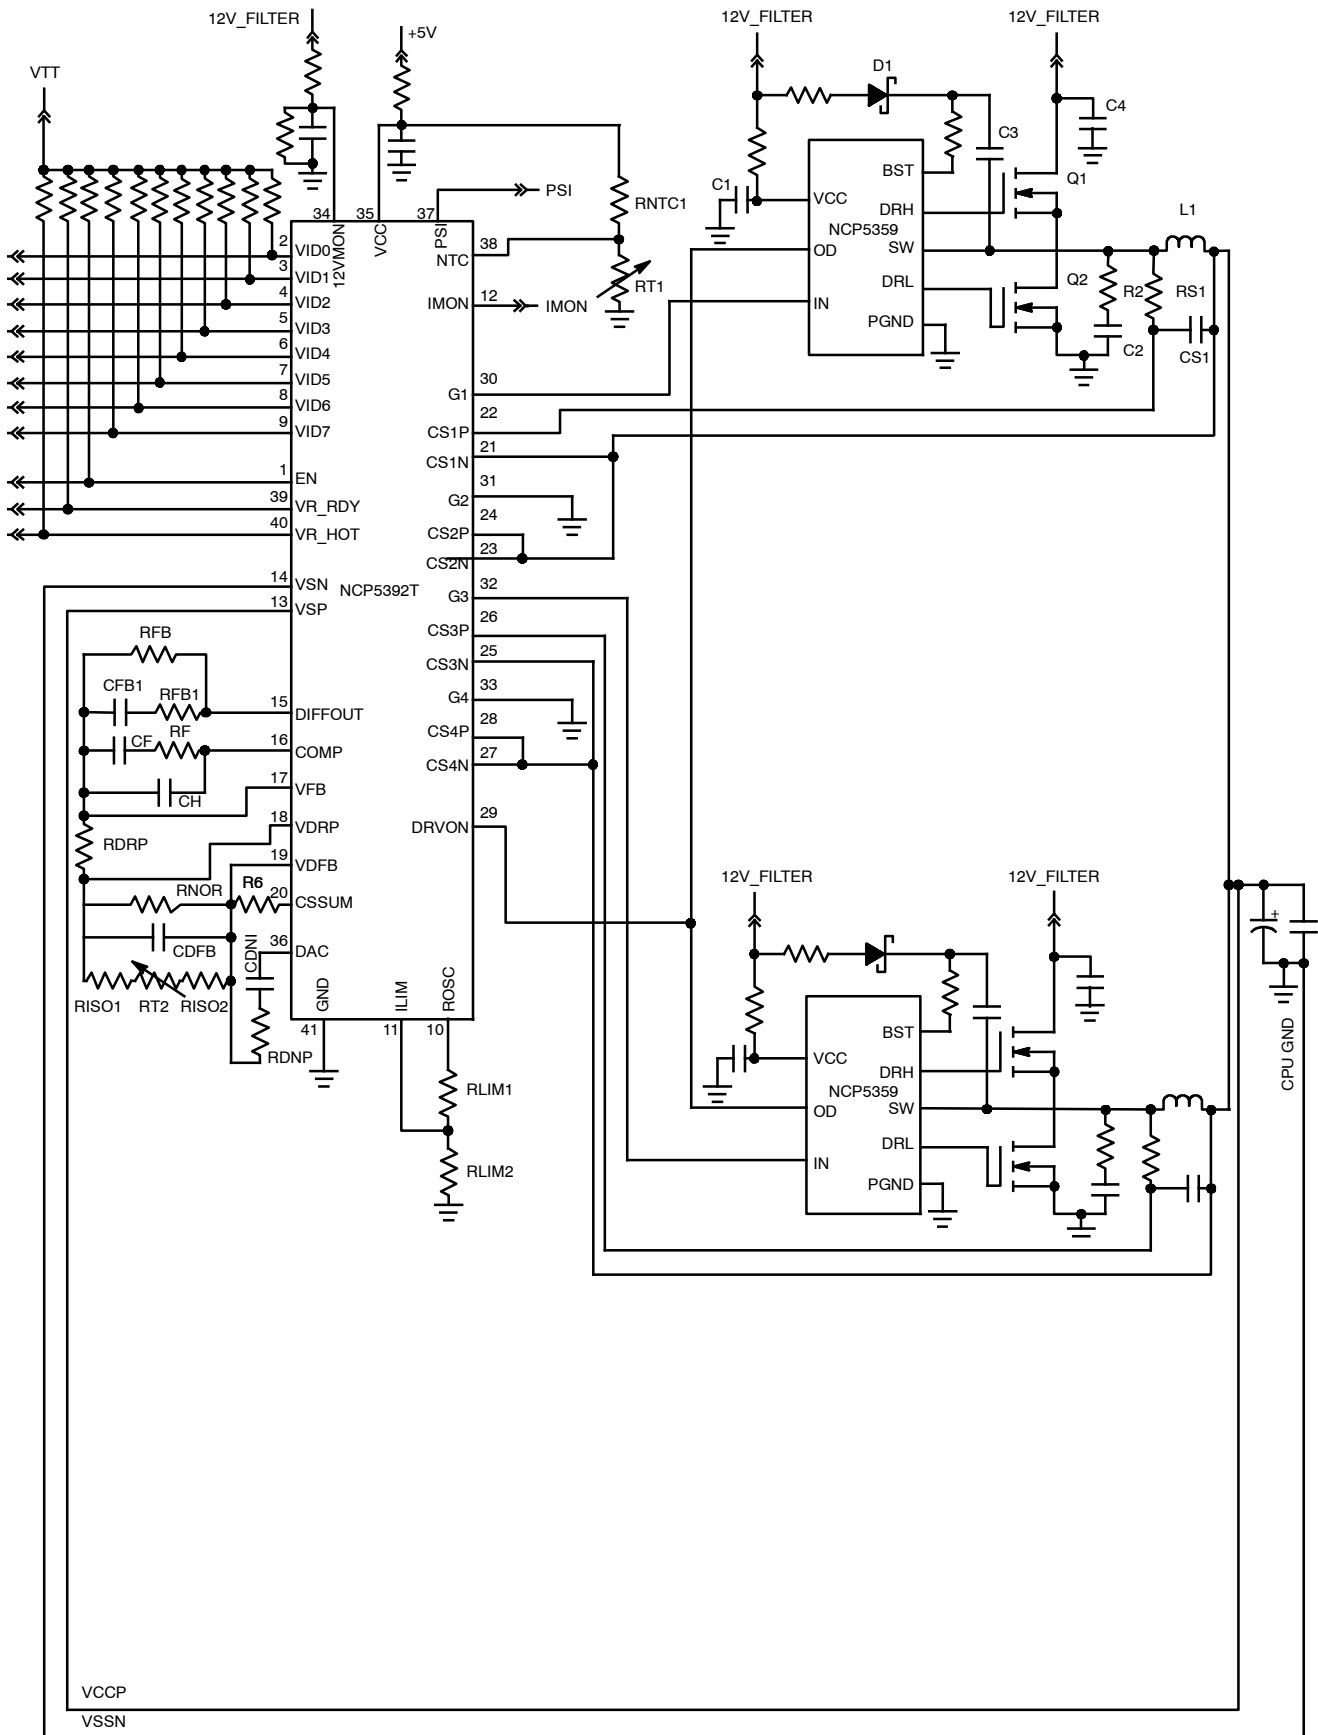 12V_FILTER
+5V
12V_FILTER
12V_FILTER
VTT
D1
C4
C3
BST
Q1
PSI
RNTC1
C1
VCC
DRH
NCP5359
L1
34
35
37
12VMON
VCC
PSI
2
VID0
38
NTC
SW
OD
3
VID1
RT1
DRL
Q2
R2
RS1
4
VID2
12
IMON
IMON
IN
5
VID3
PGND
6
VID4
C2
CS1
7
VID5
30
G1
8
VID6
22
9
VID7
CS1P
21
CS1N
1
EN
31
39
VR_RDY
G2
24
40
VR_HOT
CS2P
23
CS2N
14
VSN
NCP5392T
32
G3
13
VSP
26
CS3P
RFB
25
CS3N
CFB1
RFB1
33
G4
15
DIFFOUT
28
CS4P
CF
RF
16
COMP
27
CS4N
17
VFB
CH
18
VDRP
29
DRVON
RDRP
19
VDFB
RNOR
R6
20
CSSUM
12V_FILTER
12V_FILTER
+
CDFB
CDNI
36
DAC
RISO1
RT2
RISO2
GND
ILIM
ROSC
41
11
10
BST
RDNP
VCC
DRH
CPU GND
RLIM1
NCP5359
OD
SW
DRL
RLIM2
IN
PGND
VCCP
VSSN